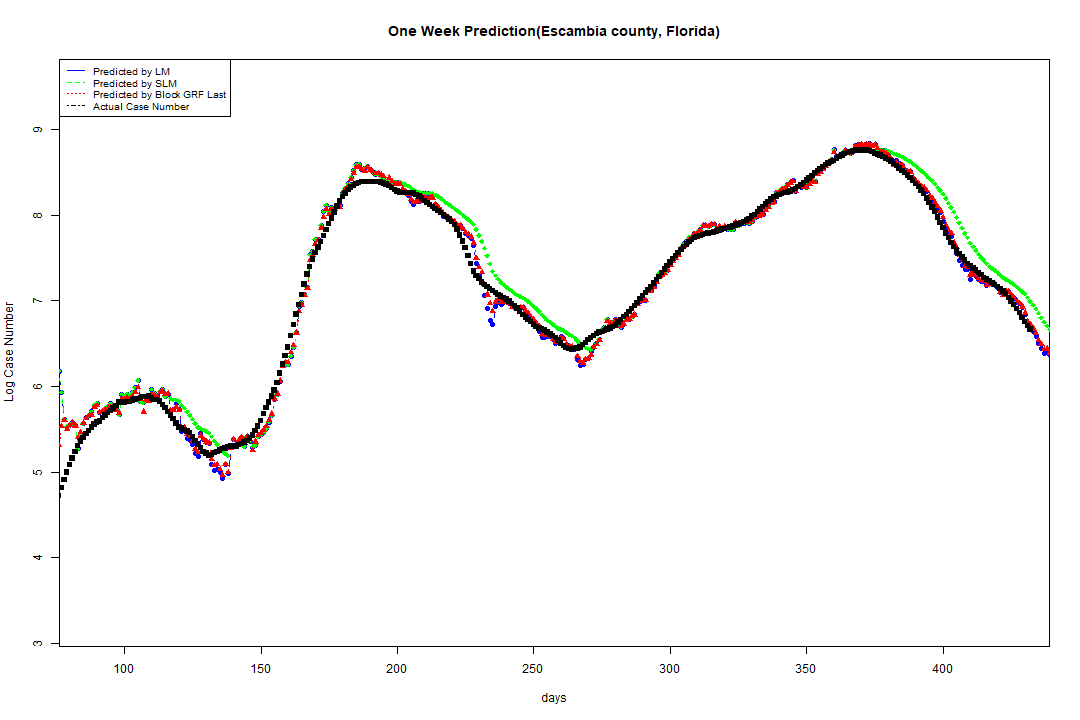 One Week Prediction(Escambia county, Florida)
Predicted by LM
Predicted by SLM
Predicted by Block GRF Last
Actual Case Number
Log Case Number
9
8
7
6
5
4
3
100 150 200 250 300 350 400
days